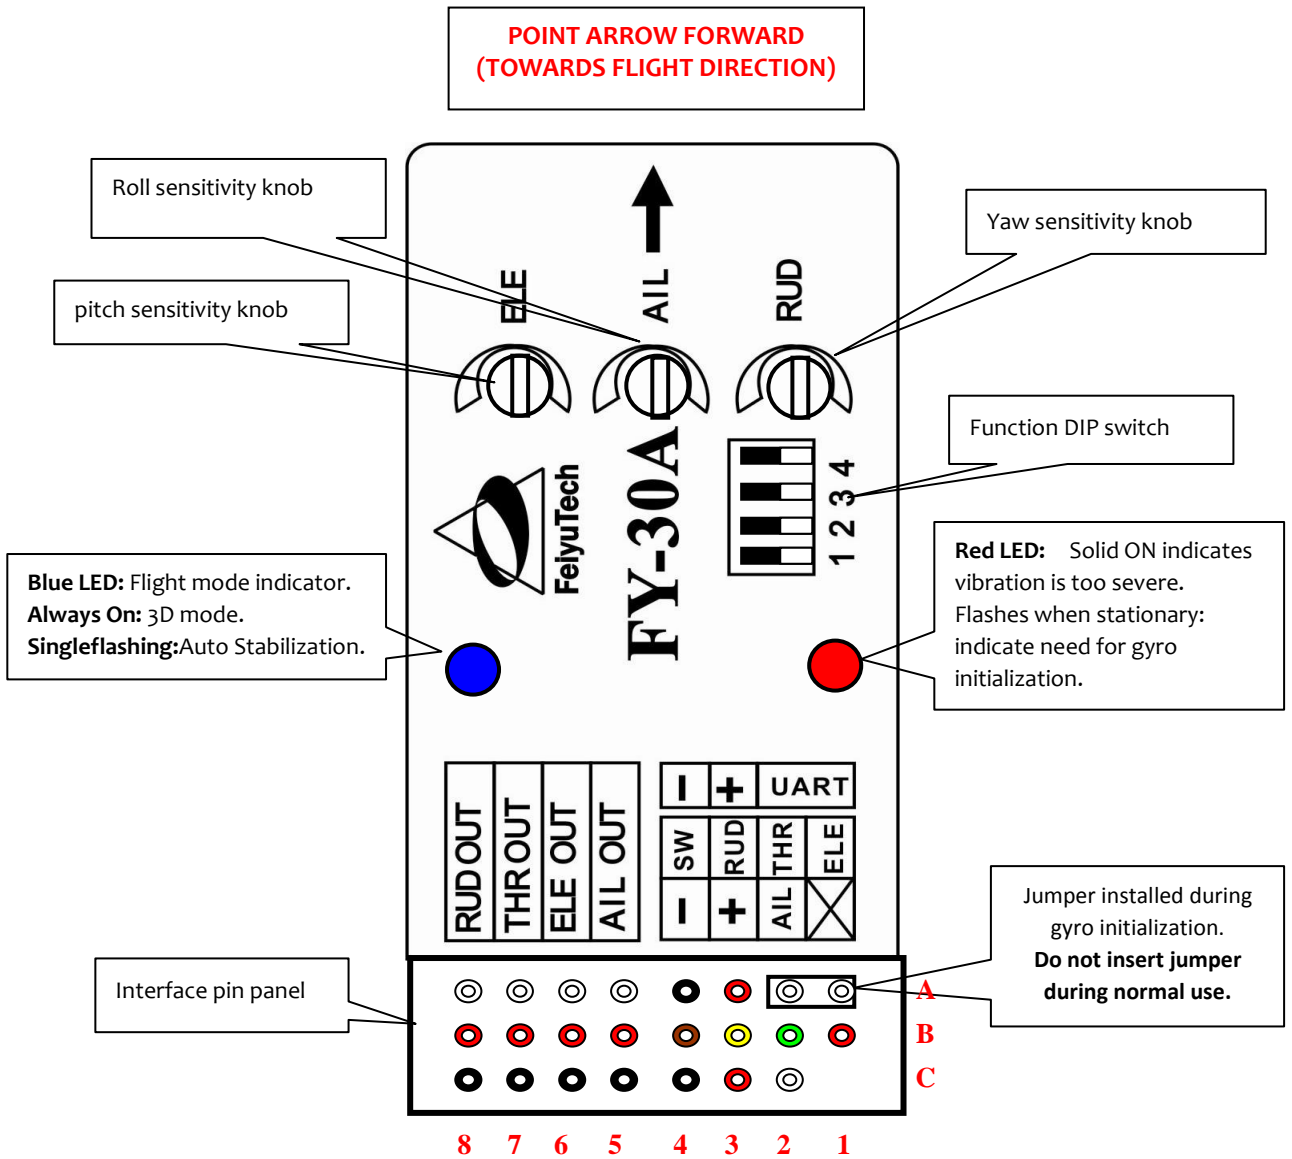 POINT ARROW FORWARD
(TOWARDS FLIGHT DIRECTION)
Roll sensitivity knob
Yaw sensitivity knob
pitch sensitivity knob
ELE
AIL
RUD
Function DIP switch
FeiyuTech
FY-30A
1 2 3 4
Blue LED: Flight mode indicator.
Always On: 3D mode.
Singleflashing:Auto Stabilization.
Red LED: Solid ON indicates
vibration is too severe.
Flashes when stationary:
indicate need for gyro
initialization.
RUD OUT
THR OUT
ELE OUT
AIL OUT
- + UART
SW RUD THR ELE
- + AIL
Jumper installed during
gyro initialization.
Do not insert jumper
during normal use.
Interface pin panel
A
B
C
8 7 6 5 4 3 2 1